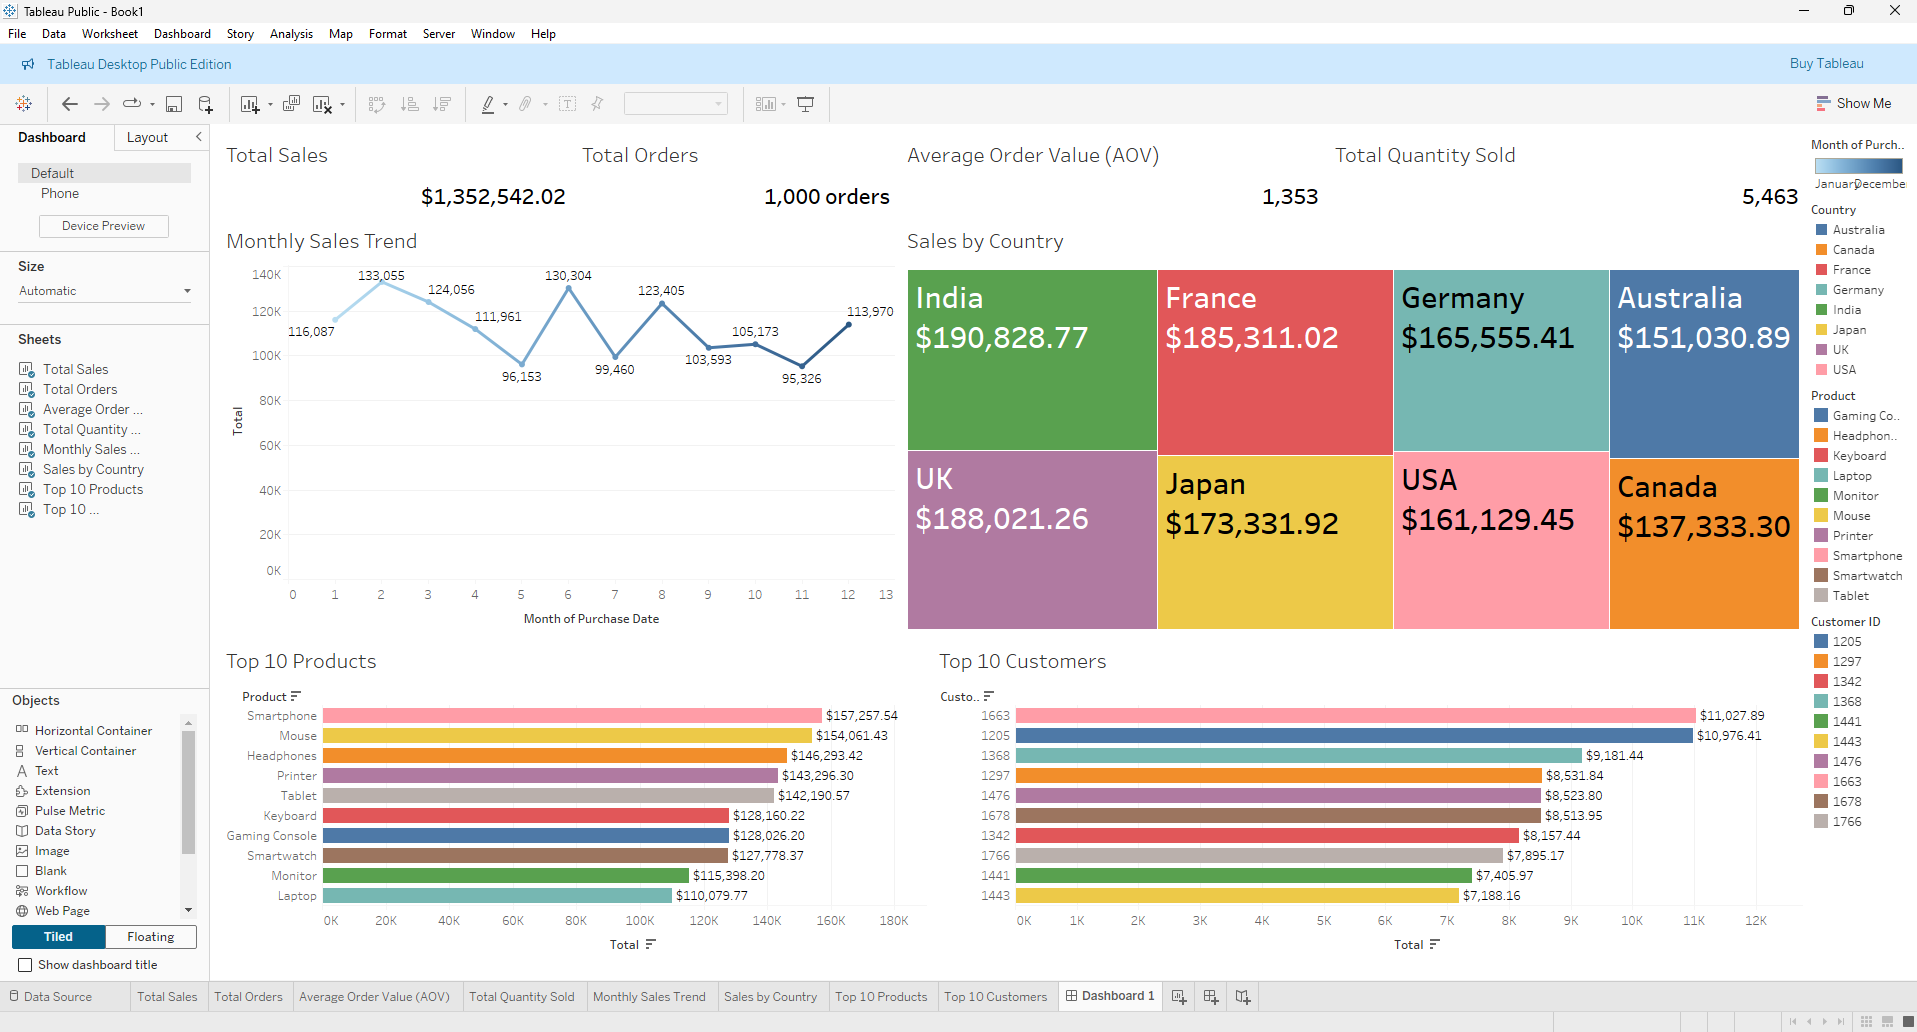 Tableau Public - Book1
File Data Worksheet Dashboard Story Analysis Map Format Server Window Help
Tableau Desktop Public Edition
Buy Tableau
Show Me
Dashboard
Layout
Default
Phone
Device Preview
Size
Automatic
Sheets
Total Sales
Total Orders
Average Order ...
Total Quantity ...
Monthly Sales ...
Sales by Country
Top 10 Products
Top 10 ...
Objects
Horizontal Container
Vertical Container
Text
Extension
Pulse Metric
Data Story
Image
Blank
Workflow
Web Page
Tiled
Floating
Show dashboard title
Total Sales
$1,352,542.02
Total Orders
1,000 orders
Average Order Value (AOV)
1,353
Total Quantity Sold
5,463
Monthly Sales Trend
Total
140K
120K
100K
80K
60K
40K
20K
0K
116,087
133,055
124,056
111,961
96,153
130,304
99,460
123,405
103,593
105,173
95,326
113,970
0 1 2 3 4 5 6 7 8 9 10 11 12 13
Month of Purchase Date
Sales by Country
India
$190,828.77
France
$185,311.02
Germany
$165,555.41
Australia
$151,030.89
UK
$188,021.26
Japan
$173,331.92
USA
$161,129.45
Canada
$137,333.30
Top 10 Products
Product
Smartphone $157,257.54
Mouse $154,061.43
Headphones $146,293.42
Printer $143,296.30
Tablet $142,190.57
Keyboard $128,160.22
Gaming Console $128,026.20
Smartwatch $127,778.37
Monitor $115,398.20
Laptop $110,079.77
0K 20K 40K 60K 80K 100K 120K 140K 160K 180K
Total
Top 10 Customers
Custo..
1663 $11,027.89
1205 $10,976.41
1368 $9,181.44
1297 $8,531.84
1476 $8,523.80
1678 $8,513.95
1342 $8,157.44
1766 $7,895.17
1441 $7,405.97
1443 $7,188.16
0K 1K 2K 3K 4K 5K 6K 7K 8K 9K 10K 11K 12K
Total
Month of Purch..
January Decembe
Country
Australia
Canada
France
Germany
India
Japan
UK
USA
Product
Gaming Co..
Headphon..
Keyboard
Laptop
Monitor
Mouse
Printer
Smartphone
Smartwatch
Tablet
Customer ID
1205
1297
1342
1368
1441
1443
1476
1663
1678
1766
Data Source
Total Sales
Total Orders
Average Order Value (AOV)
Total Quantity Sold
Monthly Sales Trend
Sales by Country
Top 10 Products
Top 10 Customers
Dashboard 1